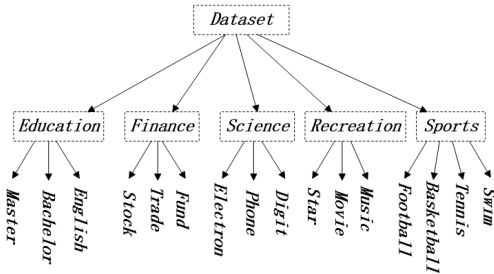 Dataset
Education
Finance
Science
Recreation
Sports
Master
Bachelor
English
Stock
Trade
Fund
Electron
Phone
Digit
Star
Movie
Music
Football
Basketball
Tennis
Swim